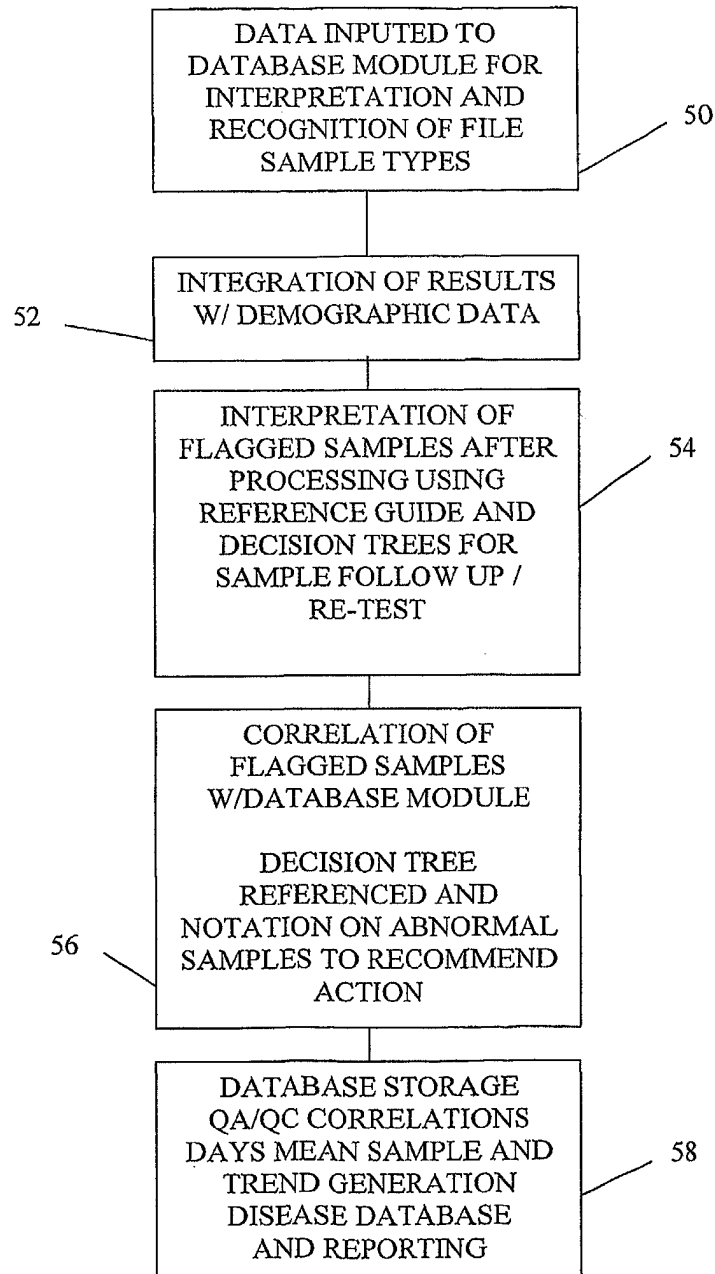 DATA INPUTED TO
DATABASE MODULE FOR
INTERPRETATION AND
RECOGNITION OF FILE
SAMPLE TYPES
50
INTEGRATION OF RESULTS
W/ DEMOGRAPHIC DATA
52
INTERPRETATION OF
FLAGGED SAMPLES AFTER
PROCESSING USING
REFERENCE GUIDE AND
DECISION TREES FOR
SAMPLE FOLLOW UP /
RE-TEST
54
CORRELATION OF
FLAGGED SAMPLES
W/DATABASE MODULE
DECISION TREE
REFERENCED AND
NOTATION ON ABNORMAL
SAMPLES TO RECOMMEND
ACTION
56
DATABASE STORAGE
QA/QC CORRELATIONS
DAYS MEAN SAMPLE AND
TREND GENERATION
DISEASE DATABASE
AND REPORTING
58